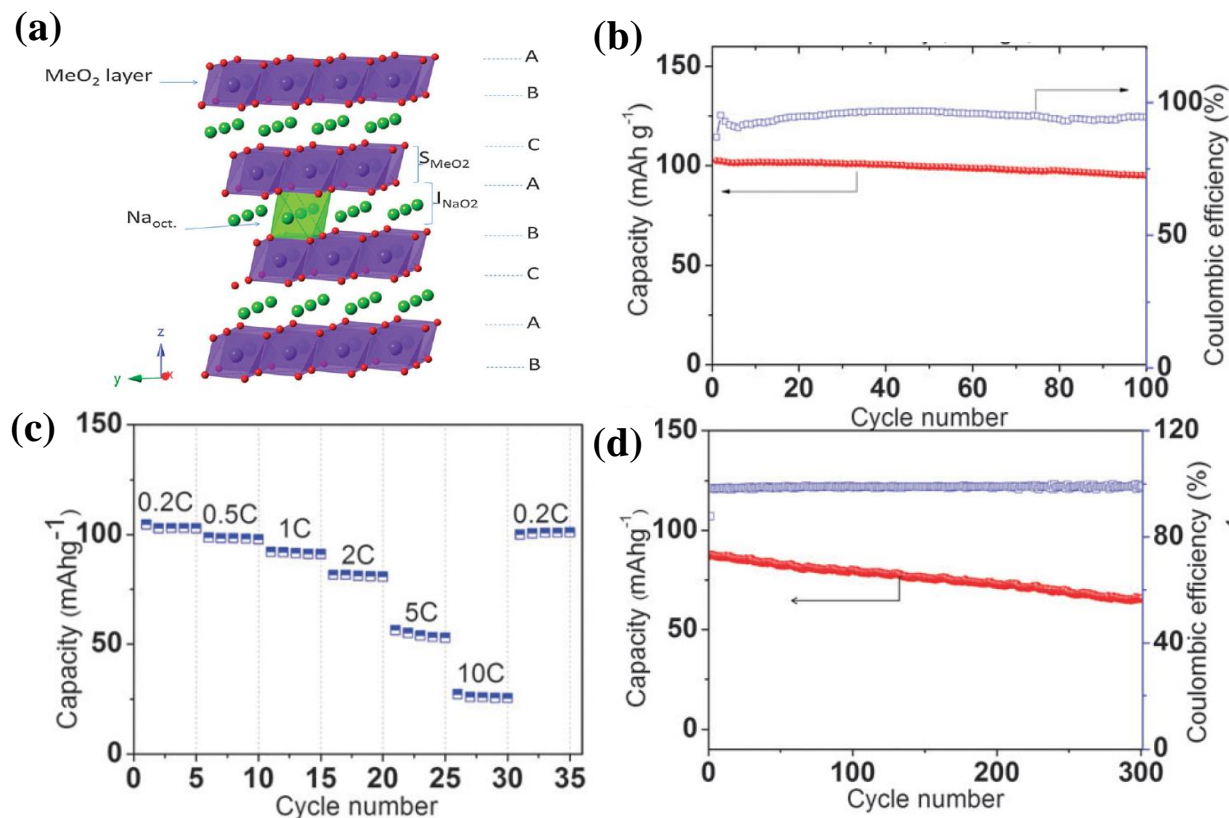 (a)
MeO2 layer
Naoct.
SMeO2
INaO2
A
B
C
A
B
C
A
B
z
y
x
(b)
150
100
50
0
Capacity (mAh g-1)
0
20
40
60
80
100
Cycle number
100%
50%
0%
Coulombic efficiency (%)
(c)
150
100
50
0
Capacity (mAhg-1)
0.2C
0.5C
1C
2C
5C
10C
0.2C
0
5
10
15
20
25
30
35
Cycle number
(d)
150
100
50
0
Capacity (mAhg-1)
0
100
200
300
Cycle number
120
80
40
0
Coulombic efficiency (%)